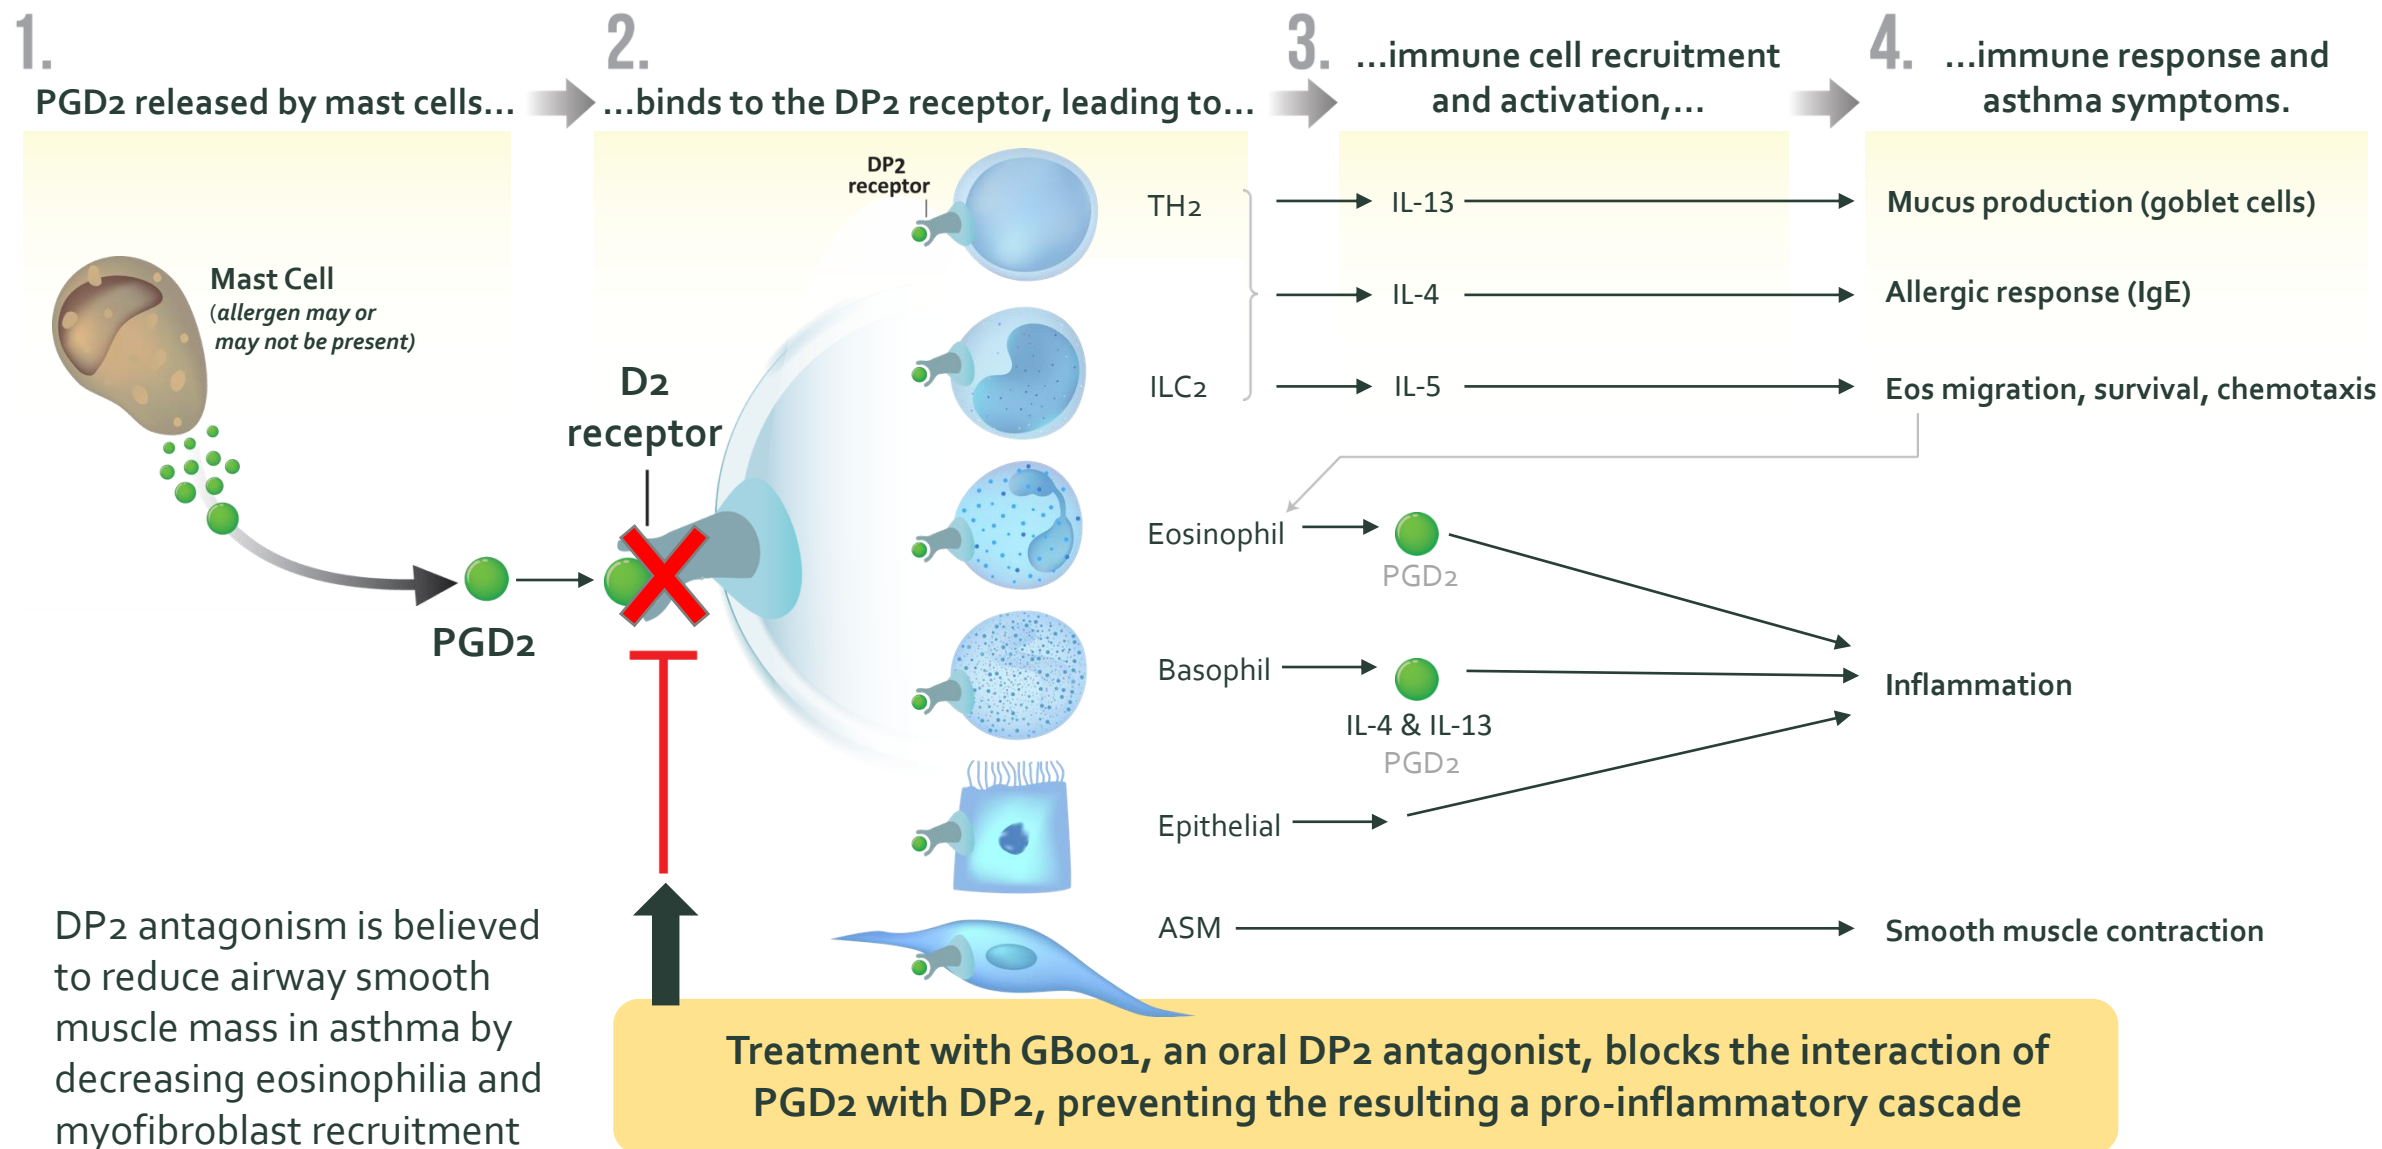 1.
PGD2 released by mast cells...
2.
...binds to the DP2 receptor, leading to...
3.
...immune cell recruitment
and activation,...
4.
...immune response and
asthma symptoms.
Mast Cell
(allergen may or
may not be present)
PGD2
D2
receptor
DP2
receptor
TH2
ILC2
IL-13
Mucus production (goblet cells)
IL-4
Allergic response (IgE)
IL-5
Eos migration, survival, chemotaxis
Eosinophil
PGD2
Basophil
IL-4 & IL-13
PGD2
Inflammation
Epithelial
ASM
Smooth muscle contraction
DP2 antagonism is believed
to reduce airway smooth
muscle mass in asthma by
decreasing eosinophilia and
myofibroblast recruitment
Treatment with GB001, an oral DP2 antagonist, blocks the interaction of
PGD2 with DP2, preventing the resulting a pro-inflammatory cascade